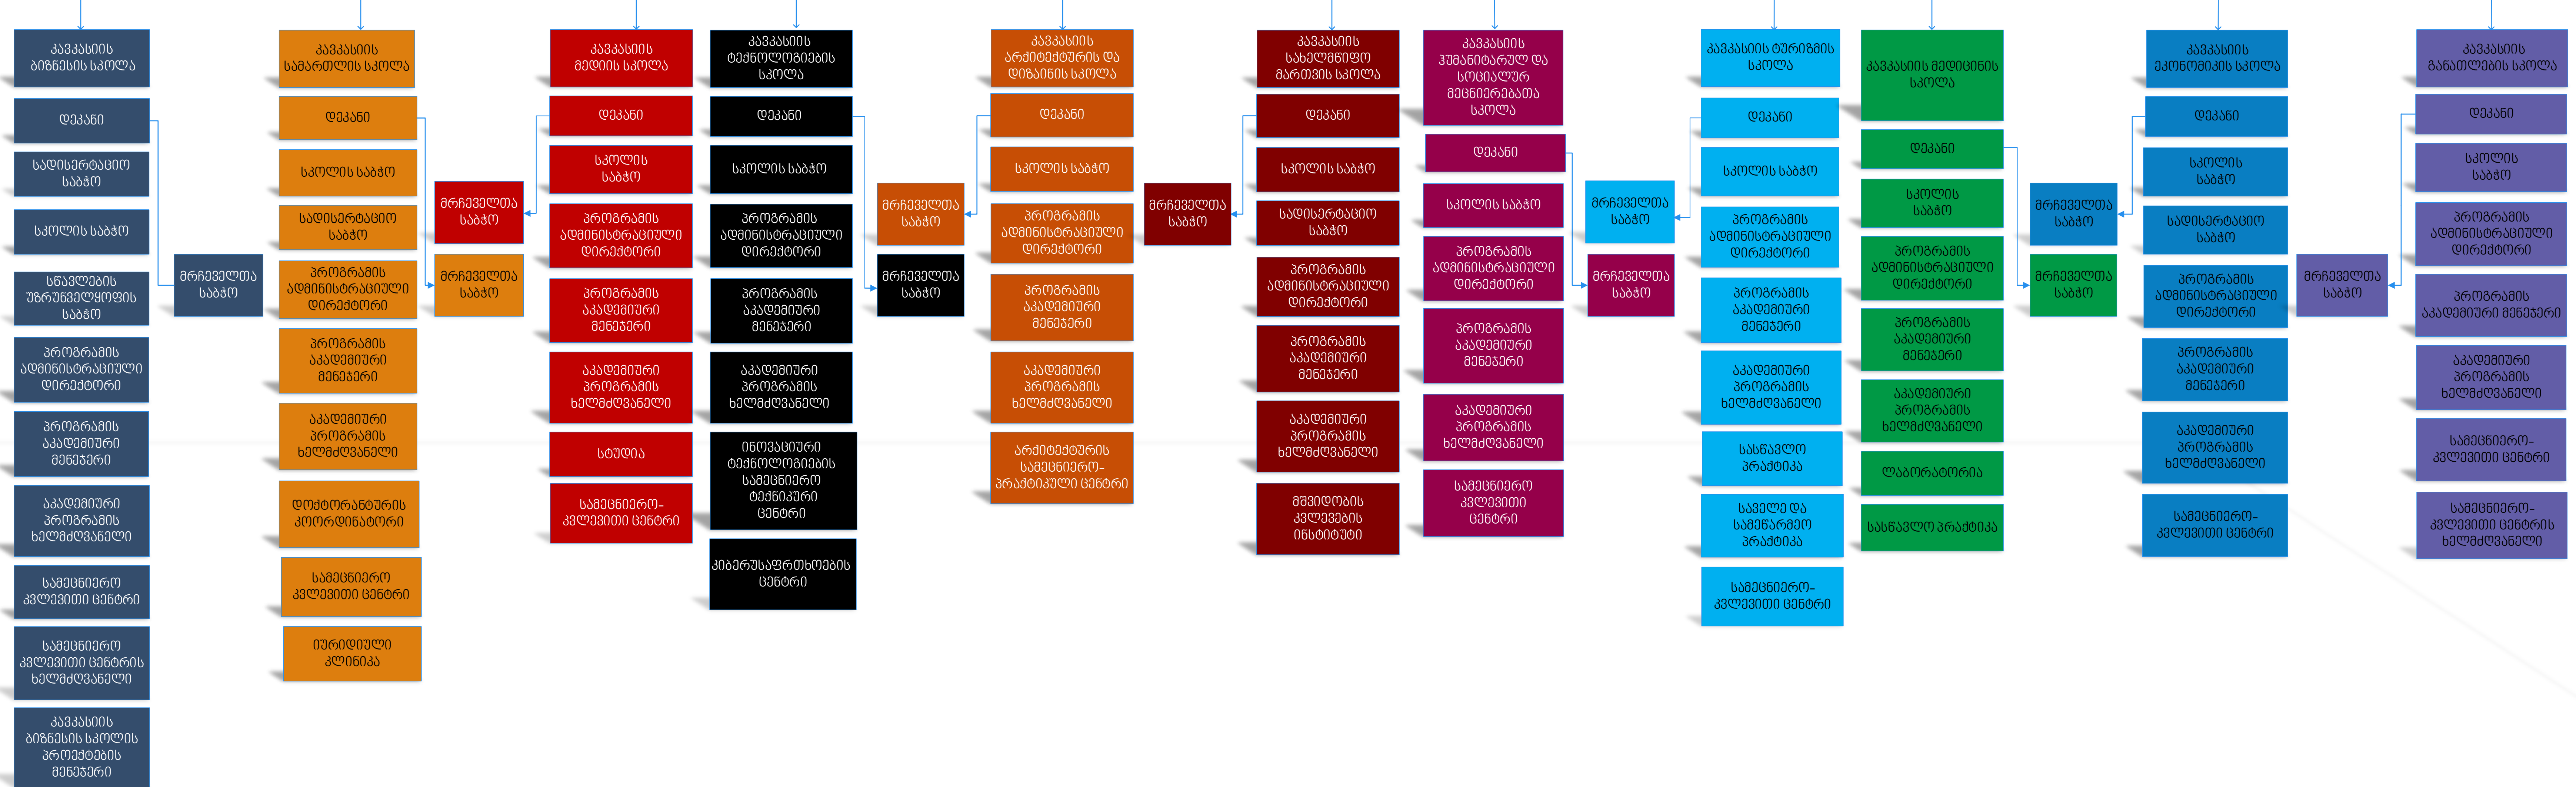 კავკასიის
ბიზნესის სკოლა
დეკანი
სადისერტაციო
საბჭო
სკოლის საბჭო
სწავლების
უზრუნველყოფის
საბჭო
პროგრამის
ადმინისტრაციული
დირექტორი
პროგრამის
აკადემიური
მენეჯერი
აკადემიური
პროგრამის
ხელმძღვანელი
სამეცნიერო
კვლევითი ცენტრი
სამეცნიერო
კვლევითი ცენტრის
ხელმძღვანელი
კავკასიის
ბიზნესის სკოლის
პროექტების
მენეჯერი
მრჩეველთა
საბჭო
კავკასიის
სამართლის სკოლა
დეკანი
სკოლის საბჭო
სადისერტაციო
საბჭო
პროგრამის
ადმინისტრაციული
დირექტორი
პროგრამის
აკადემიური
მენეჯერი
აკადემიური
პროგრამის
ხელმძღვანელი
დოქტორანტურის
კოორდინატორი
სამეცნიერო
კვლევითი ცენტრი
იურიდიული
კლინიკა
მრჩეველთა
საბჭო
მრჩეველთა
საბჭო
კავკასიის
მედიის სკოლა
დეკანი
სკოლის
საბჭო
პროგრამის
ადმინისტრაციული
დირექტორი
პროგრამის
აკადემიური
მენეჯერი
აკადემიური
პროგრამის
ხელმძღვანელი
სტუდია
სამეცნიერო-
კვლევითი ცენტრი
კავკასიის
ტექნოლოგიების
სკოლა
დეკანი
სკოლის საბჭო
პროგრამის
ადმინისტრაციული
დირექტორი
პროგრამის
აკადემიური
მენეჯერი
აკადემიური
პროგრამის
ხელმძღვანელი
ინოვაციური
ტექნოლოგიების
სამეცნიერო
ტექნიკური
ცენტრი
კიბერუსაფრთხოების
ცენტრი
მრჩეველთა
საბჭო
მრჩეველთა
საბჭო
კავკასიის
არქიტექტურის და
დიზაინის სკოლა
დეკანი
სკოლის საბჭო
პროგრამის
ადმინისტრაციული
დირექტორი
პროგრამის
აკადემიური
მენეჯერი
აკადემიური
პროგრამის
ხელმძღვანელი
არქიტექტურის
სამეცნიერო-
პრაქტიკული ცენტრი
მრჩეველთა
საბჭო
კავკასიის
სახელმწიფო
მართვის სკოლა
დეკანი
სკოლის საბჭო
სადისერტაციო
საბჭო
პროგრამის
ადმინისტრაციული
დირექტორი
პროგრამის
აკადემიური
მენეჯერი
აკადემიური
პროგრამის
ხელმძღვანელი
მშვიდობის
კვლევების
ინსტიტუტი
კავკასიის
ჰუმანიტარულ და
სოციალურ
მეცნიერებათა
სკოლა
დეკანი
სკოლის საბჭო
პროგრამის
ადმინისტრაციული
დირექტორი
პროგრამის
აკადემიური
მენეჯერი
აკადემიური
პროგრამის
ხელმძღვანელი
სამეცნიერო
კვლევითი
ცენტრი
მრჩეველთა
საბჭო
მრჩეველთა
საბჭო
კავკასიის ტურიზმის
სკოლა
დეკანი
სკოლის საბჭო
პროგრამის
ადმინისტრაციული
დირექტორი
პროგრამის
აკადემიური
მენეჯერი
აკადემიური
პროგრამის
ხელმძღვანელი
სასწავლო
პრაქტიკა
საველე და
სამეწარმეო
პრაქტიკა
სამეცნიერო-
კვლევითი ცენტრი
კავკასიის მედიცინის
სკოლა
დეკანი
სკოლის
საბჭო
პროგრამის
ადმინისტრაციული
დირექტორი
პროგრამის
აკადემიური
მენეჯერი
აკადემიური
პროგრამის
ხელმძღვანელი
ლაბორატორია
სასწავლო პრაქტიკა
მრჩეველთა
საბჭო
მრჩეველთა
საბჭო
კავკასიის
ეკონომიკის სკოლა
დეკანი
სკოლის
საბჭო
სადისერტაციო
საბჭო
პროგრამის
ადმინისტრაციული
დირექტორი
პროგრამის
აკადემიური
მენეჯერი
აკადემიური
პროგრამის
ხელმძღვანელი
სამეცნიერო-
კვლევითი ცენტრი
მრჩეველთა
საბჭო
კავკასიის
განათლების სკოლა
დეკანი
სკოლის
საბჭო
პროგრამის
ადმინისტრაციული
დირექტორი
პროგრამის
აკადემიური მენეჯერი
აკადემიური
პროგრამის
ხელმძღვანელი
სამეცნიერო-
კვლევითი ცენტრი
სამეცნიერო-
კვლევითი ცენტრის
ხელმძღვანელი